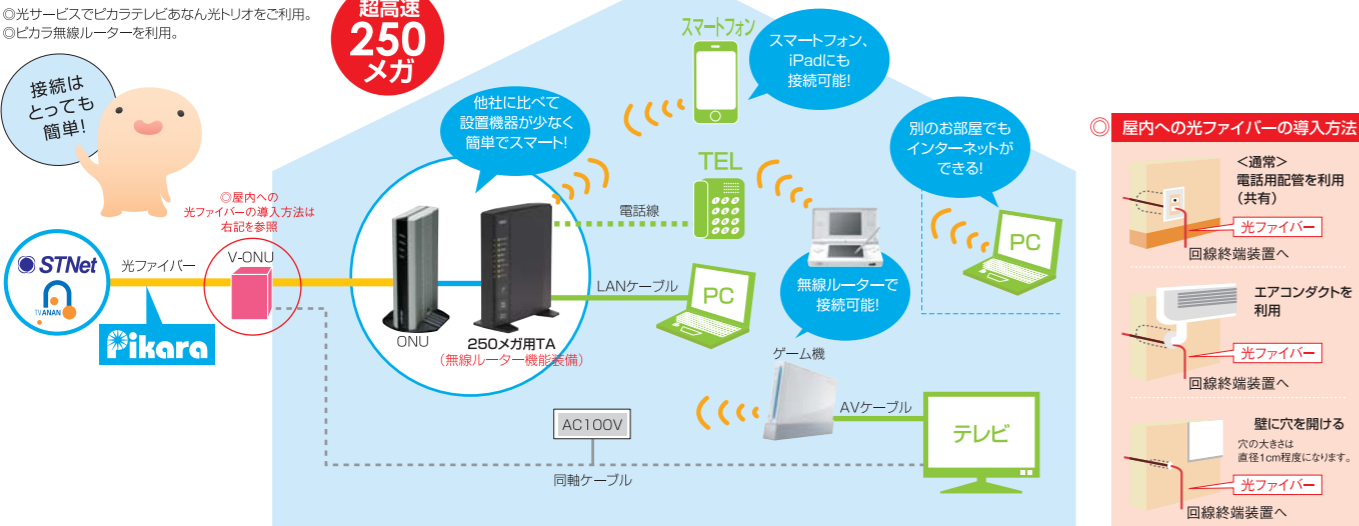 ◎光サービスでピカラテレビあなん光トリオをご利用。
◎ピカラ無線ルーターを利用。
超高速
250
メガ
接続は
とっても
簡単!
他社に比べて
設置機器が少なく
簡単でスマート!
スマートフォン
スマートフォン、
iPadにも
接続可能!
別のお部屋でも
インターネットが
できる!
TEL
電話線
◎屋内への
光ファイバーの導入方法は
右記を参照
STNet
TVANAN
光ファイバー
V-ONU
Pikara
ONU
250メガ用TA
(無線ルーター機能装備)
LANケーブル
PC
無線ルーターで
接続可能!
PC
ゲーム機
AVケーブル
テレビ
AC100V
同軸ケーブル
◎ 屋内への光ファイバーの導入方法
<通常>
電話用配管を利用
(共有)
光ファイバー
回線終端装置へ
エアコンダクトを
利用
光ファイバー
回線終端装置へ
壁に穴を開ける
穴の大きさは
直径1cm程度になります。
光ファイバー
回線終端装置へ